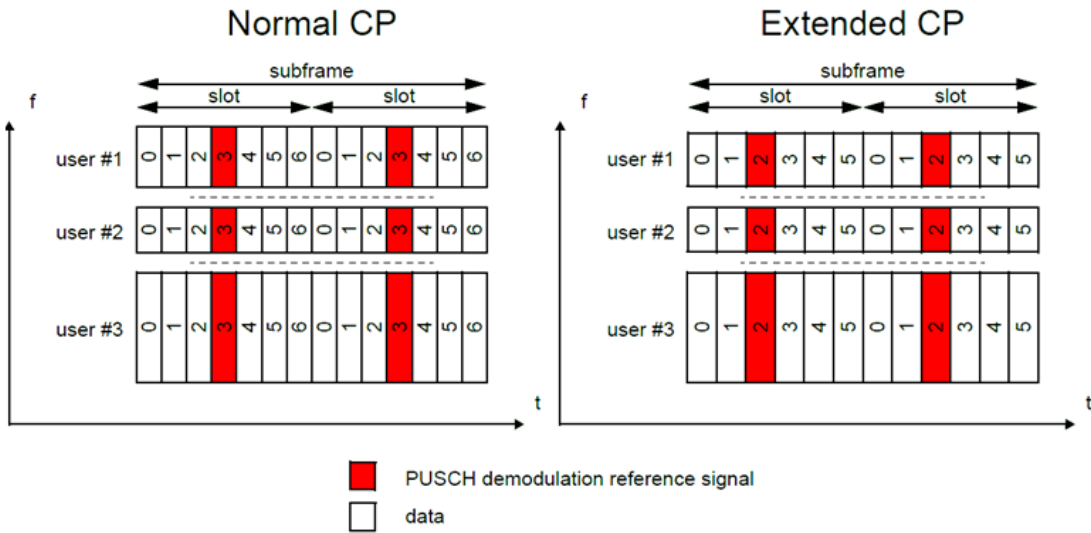 Normal CP
subframe
slot slot
f
user #1 0 1 2 3 4 5 6 0 1 2 3 4 5 6
user #2 0 1 2 3 4 5 6 0 1 2 3 4 5 6
user #3 0 1 2 3 4 5 6 0 1 2 3 4 5 6
t
Extended CP
subframe
slot slot
f
user #1 0 1 2 3 4 5 0 1 2 3 4 5
user #2 0 1 2 3 4 5 0 1 2 3 4 5
user #3 0 1 2 3 4 5 0 1 2 3 4 5
t
PUSCH demodulation reference signal
data